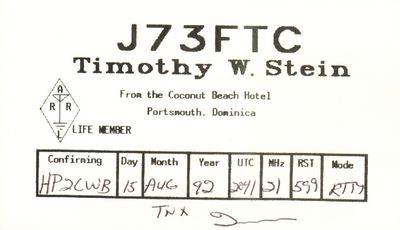 J73FTC
Timothy W. Stein
From the Coconut Beach Hotel
Portsmouth, Dominica
A
R R
L
LIFE MEMBER
Confirming Day Month Year UTC MHz RST Mode
HP2CWB 15 AUG 92 2241 21 599 RTTY
TNX